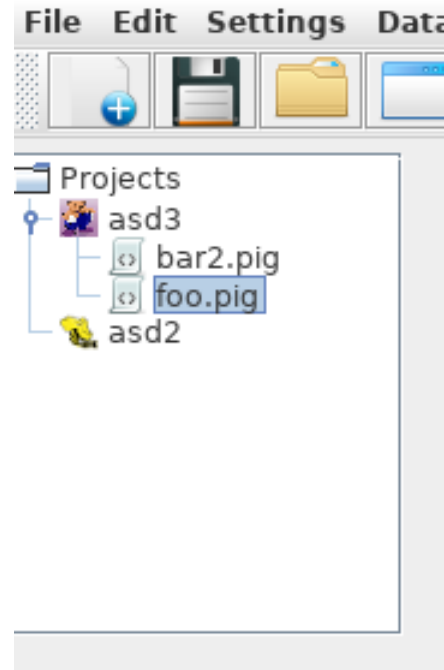 File Edit Settings Data
Projects
asd3
bar2.pig
foo.pig
asd2